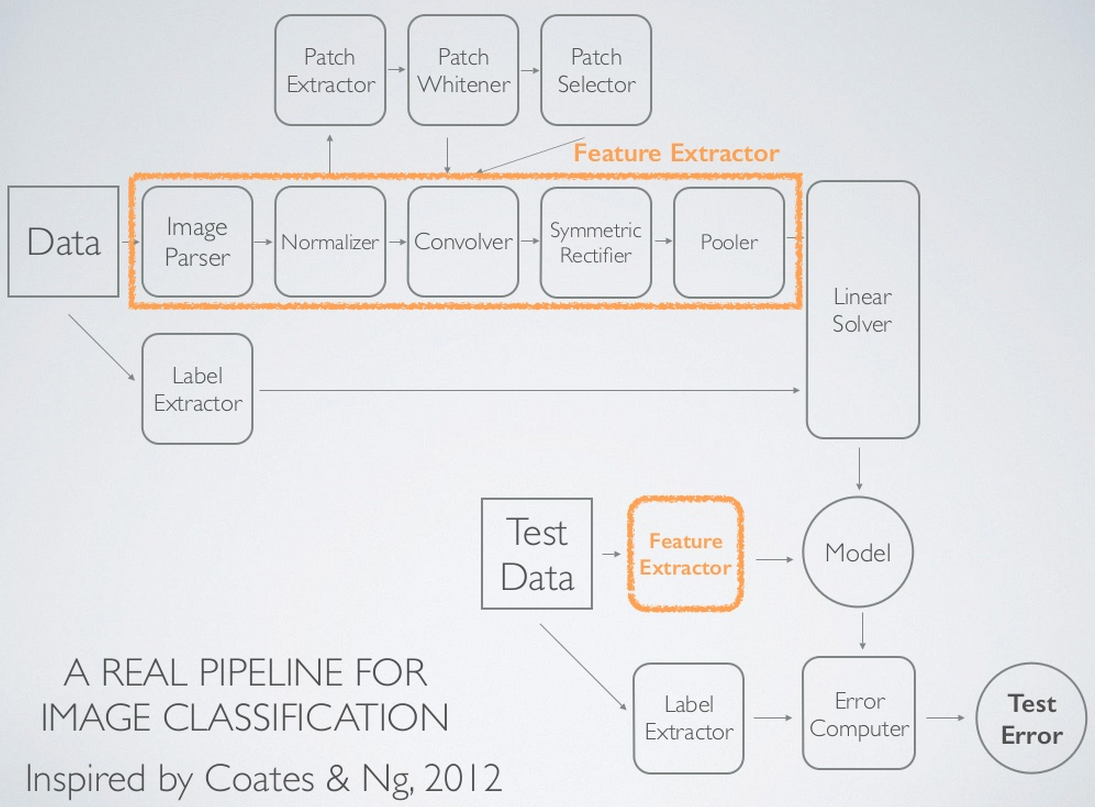 Patch
Extractor
Patch
Whitener
Patch
Selector
Feature Extractor
Data
Image
Parser
Normalizer
Convolver
Symmetric
Rectifier
Pooler
Linear
Solver
Label
Extractor
Test
Data
Feature
Extractor
Model
Label
Extractor
Error
Computer
Test
Error
A REAL PIPELINE FOR
IMAGE CLASSIFICATION
Inspired by Coates & Ng, 2012